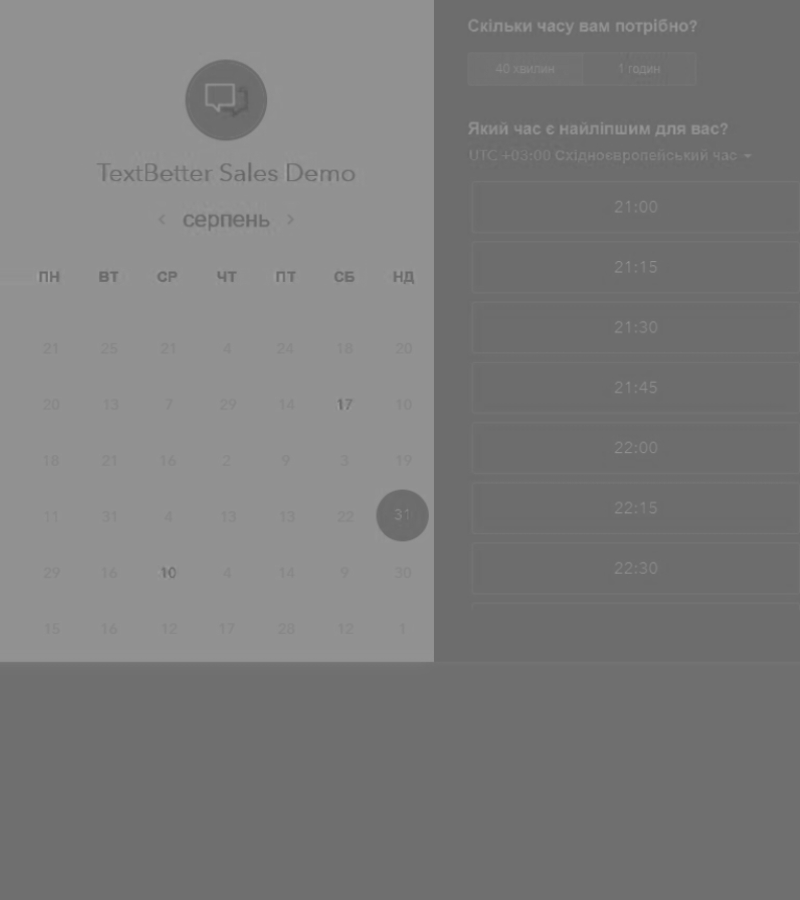 TextBetter Sales Demo
серпень
ПН ВТ СР ЧТ ПТ СБ НД
21 25 21 4 24 18 20
20 13 7 29 14 17 10
18 21 16 2 9 3 19
11 31 4 13 13 22 31
29 16 10 4 14 9 30
15 16 12 17 28 12 1
Скільки часу вам потрібно?
40 хвилин 1 годин
Який час є найліпшим для вас?
UTC +03:00 Східноєвропейський час
21:00
21:15
21:30
21:45
22:00
22:15
22:30